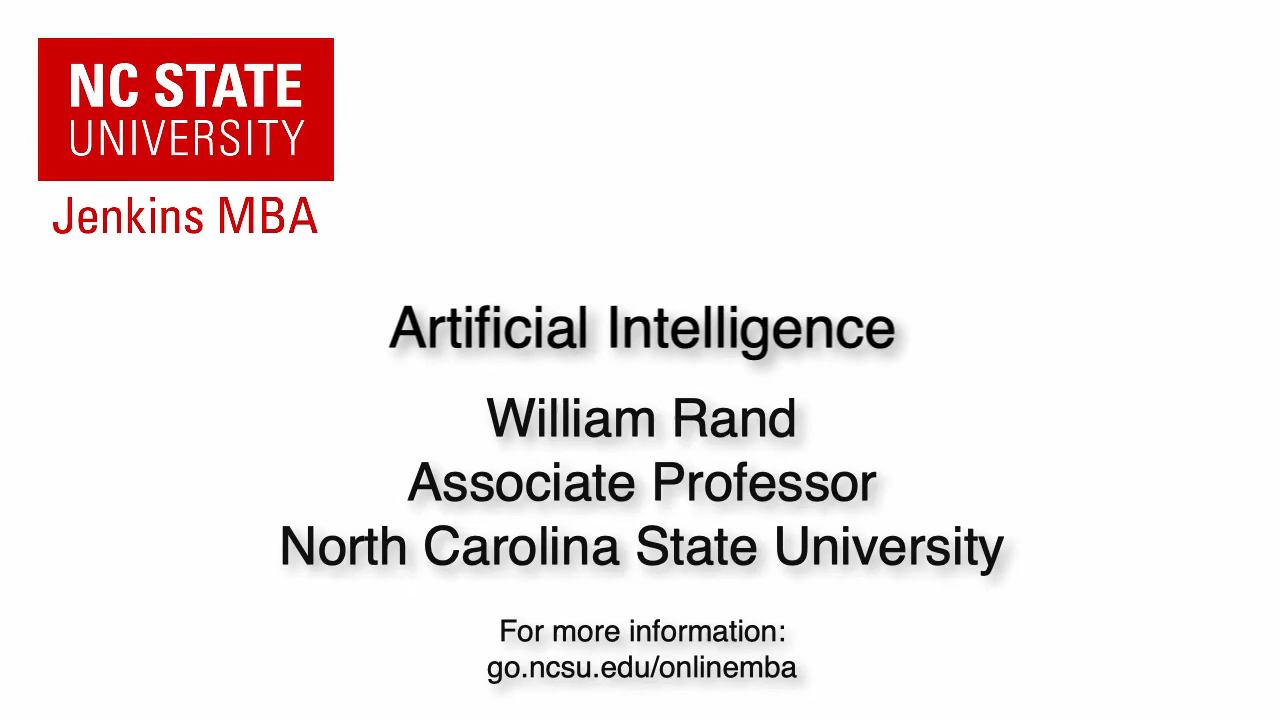 NC STATE
UNIVERSITY
Jenkins MBA
Artificial Intelligence
William Rand
Associate Professor
North Carolina State University
For more information:
go.ncsu.edu/onlinemba